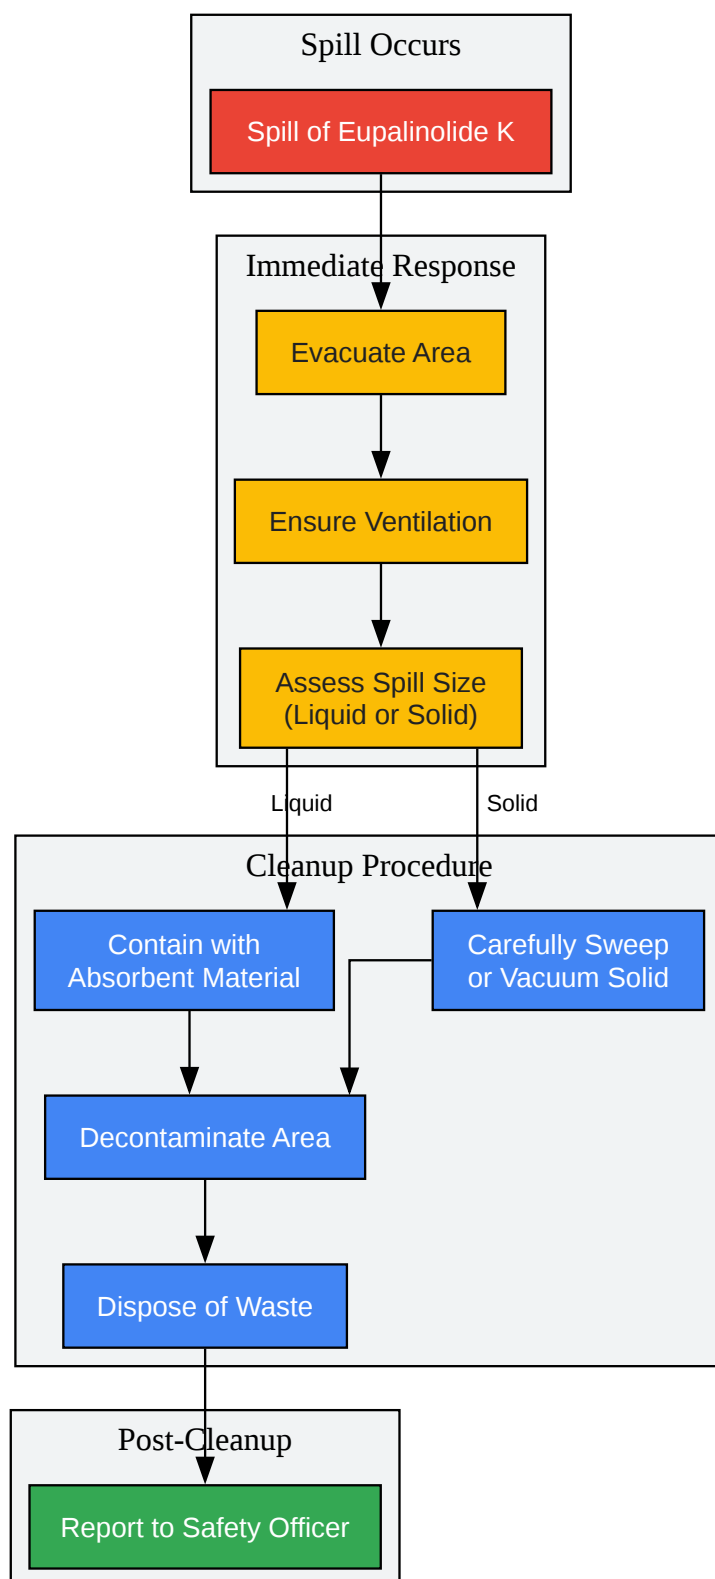 Spill Occurs
Spill of Eupalinolide K
Immediate Response
Evacuate Area
Ensure Ventilation
Assess Spill Size
(Liquid or Solid)
Liquid
Solid
Cleanup Procedure
Contain with
Absorbent Material
Carefully Sweep
or Vacuum Solid
Decontaminate Area
Dispose of Waste
Post-Cleanup
Report to Safety Officer